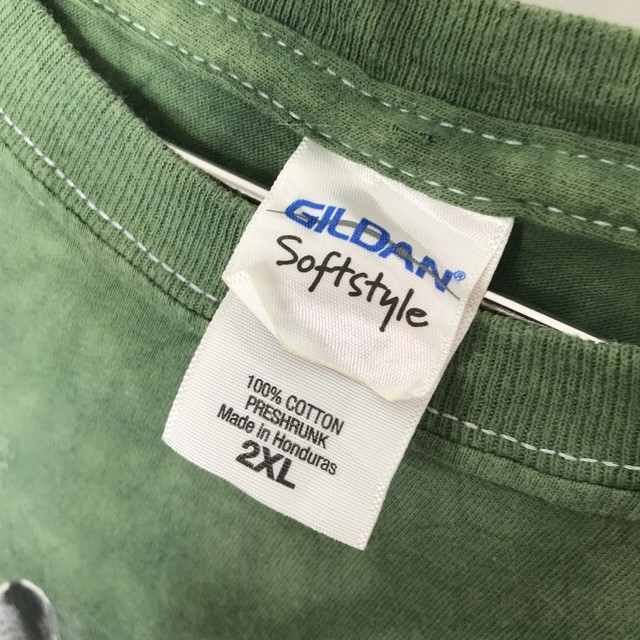 GILDAN®
Softstyle
100% COTTON
PRESHRUNK
Made in Honduras
2XL